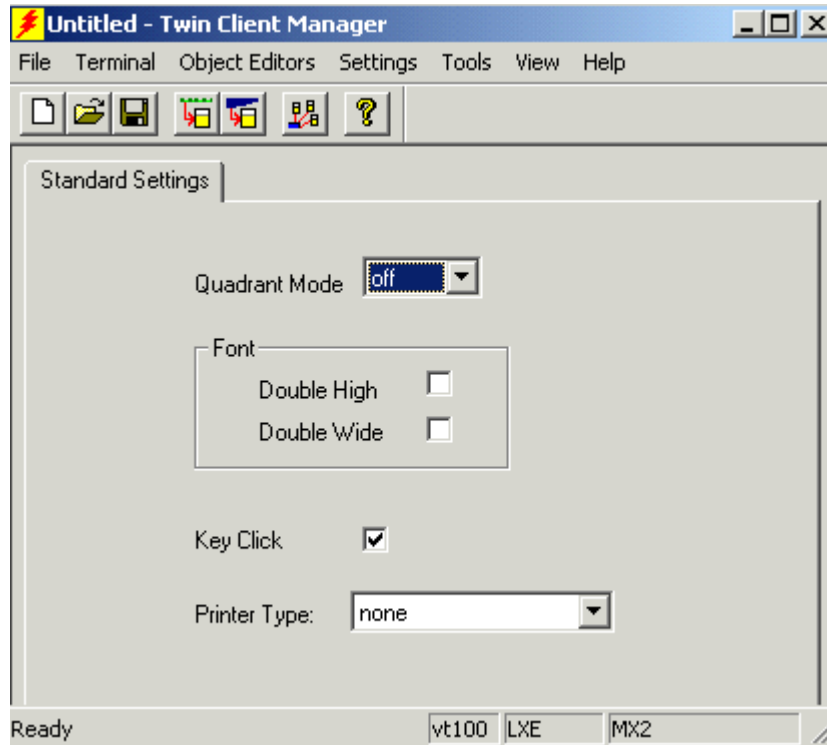 Untitled - Twin Client Manager
File Terminal Object Editors Settings Tools View Help
Standard Settings
Quadrant Mode off
Font
Double High
Double Wide
Key Click
Printer Type: none
Ready vt100 LXE MX2